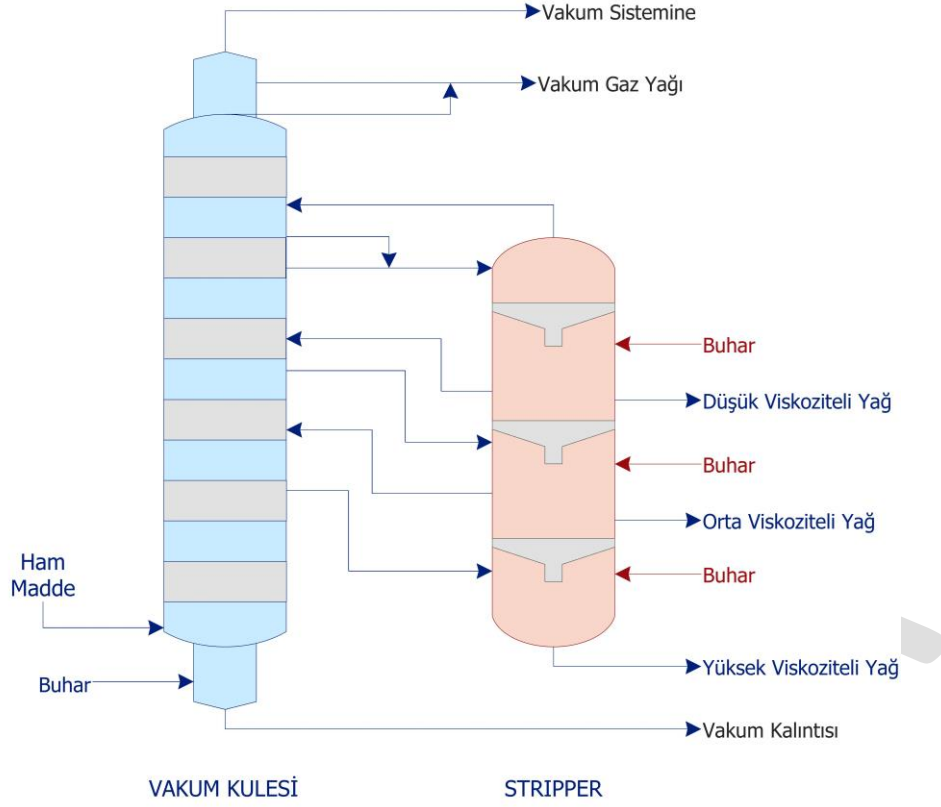 Vakum Sistemine
Vakum Gaz Yağı
Buhar
Düşük Viskoziteli Yağ
Buhar
Orta Viskoziteli Yağ
Ham
Madde
Buhar
Buhar
Yüksek Viskoziteli Yağ
Vakum Kalıntısı
VAKUM KULESİ
STRIPPER